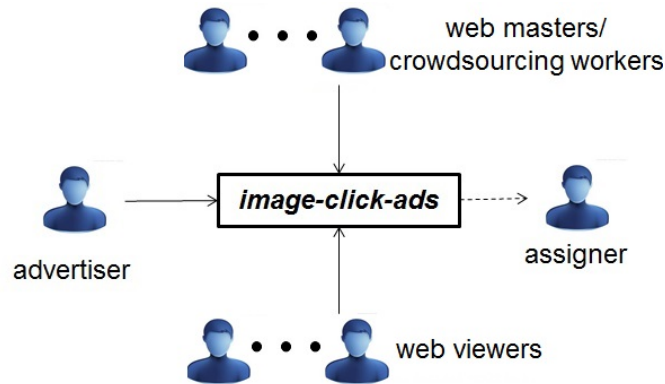 web masters/
crowdsourcing workers
image-click-ads
advertiser
assigner
web viewers